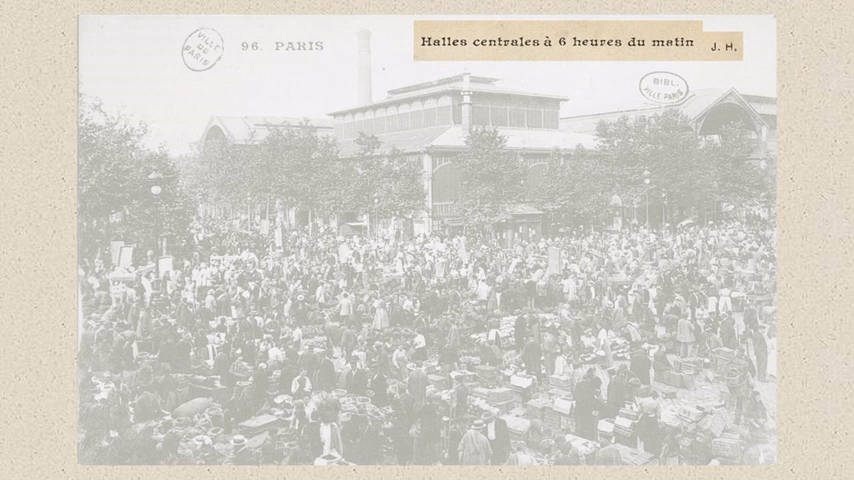 96. PARIS
Halles centrales à 6 heures du matin
J. H.
VILLE
DE
PARIS
BIBL.
VILLE PARIS